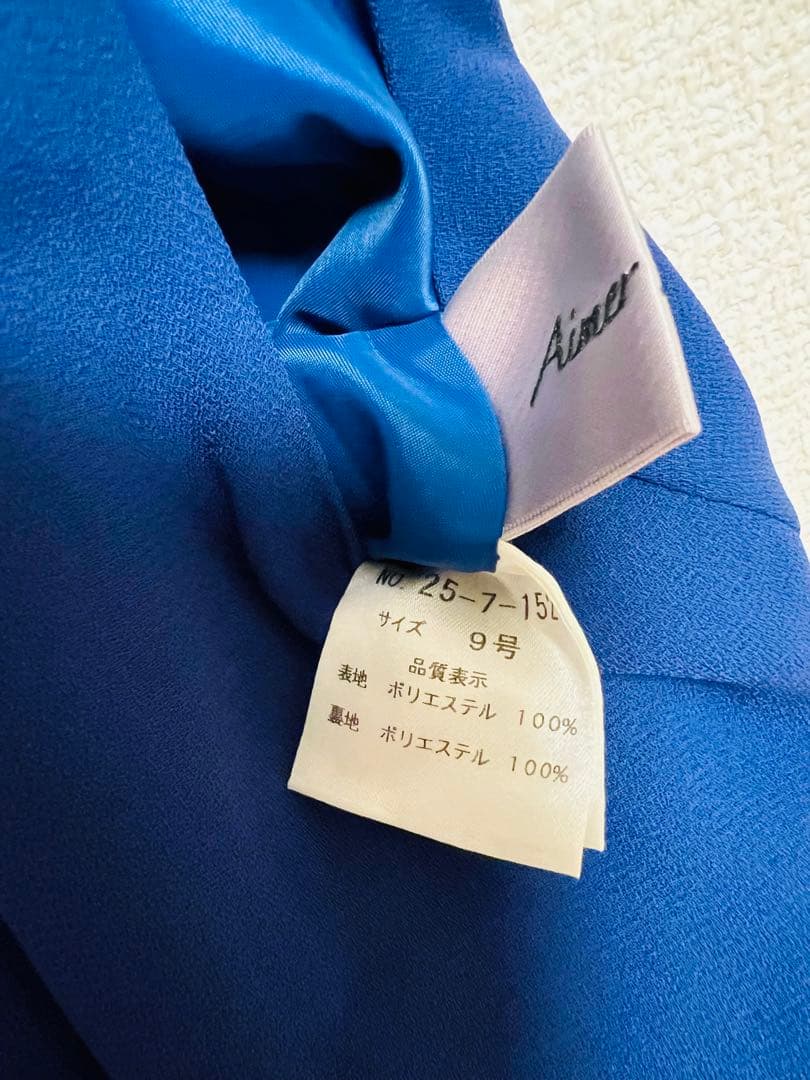 Aimer
NO. 25-7-152
サイズ 9号
品質表示
表地 ポリエステル 100%
裏地 ポリエステル 100%